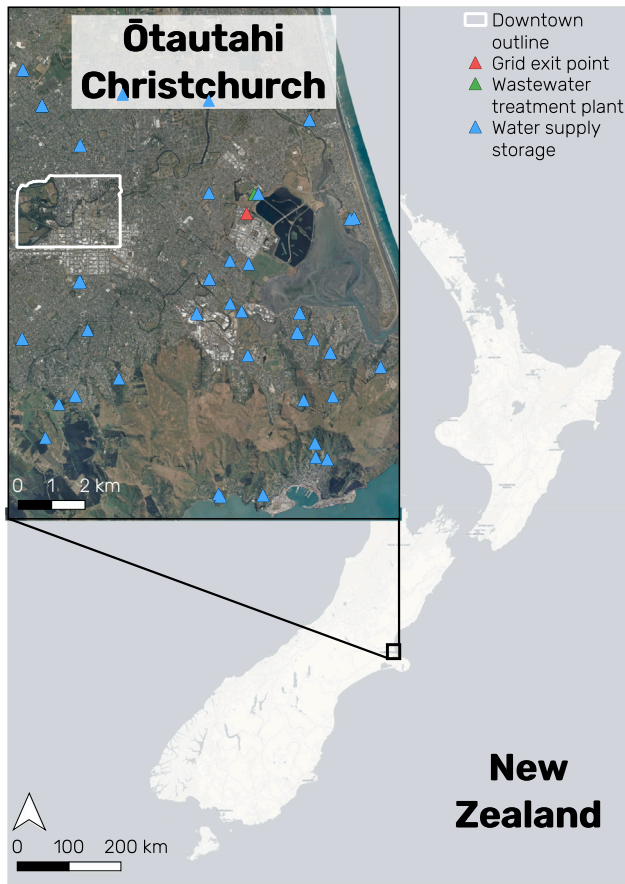 Ōtautahi
Christchurch
Downtown
outline
Grid exit point
Wastewater
treatment plant
Water supply
storage
0 1 2 km
New
Zealand
0 100 200 km